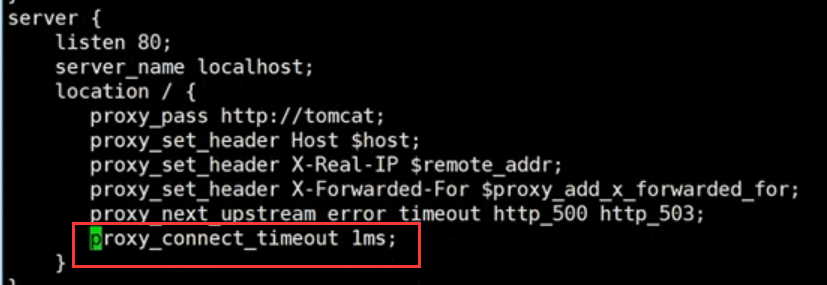 server {
listen 80;
server_name localhost;
location / {
proxy_pass http://tomcat;
proxy_set_header Host $host;
proxy_set_header X-Real-IP $remote_addr;
proxy_set_header X-Forwarded-For $proxy_add_x_forwarded_for;
proxy_next_upstream error timeout http_500 http_503;
proxy_connect_timeout 1ms;
}
}